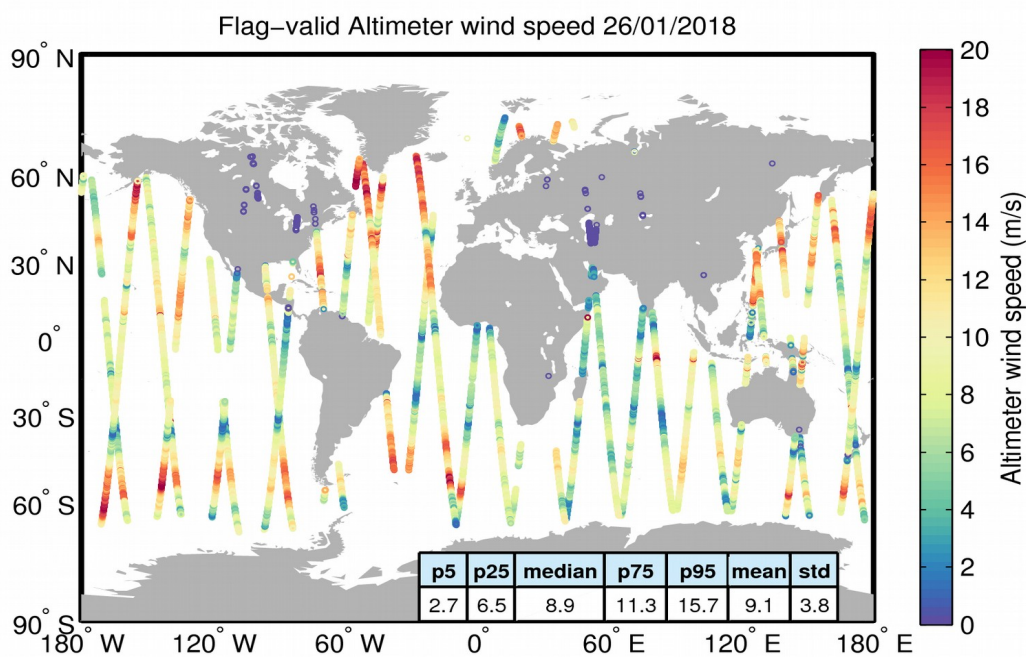 Flag−valid Altimeter wind speed 26/01/2018
90° N
60° N
30° N
0°
30° S
60° S
90° S
180° W
120° W
60° W
0°
60° E
120° E
180° E
p5 p25 median p75 p95 mean std
2.7 6.5 8.9 11.3 15.7 9.1 3.8
20
18
16
14
12
10
8
6
4
2
0
Altimeter wind speed (m/s)